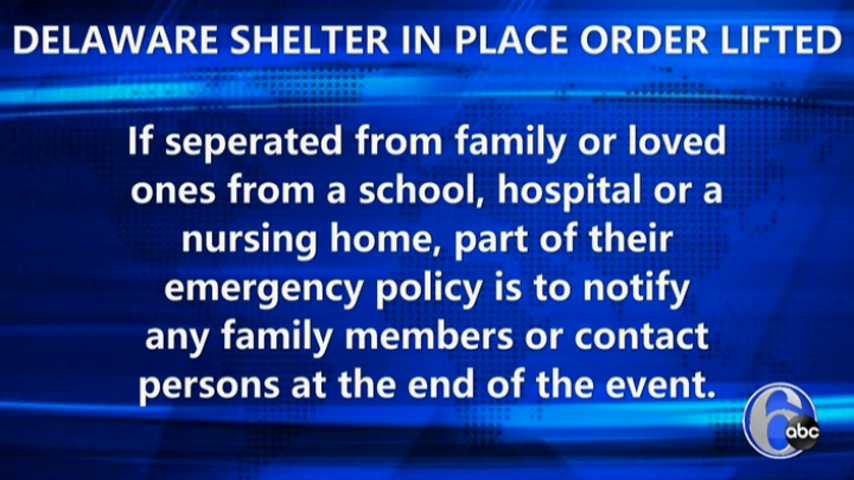 DELAWARE SHELTER IN PLACE ORDER LIFTED
If seperated from family or loved
ones from a school, hospital or a
nursing home, part of their
emergency policy is to notify
any family members or contact
persons at the end of the event.
6
abc